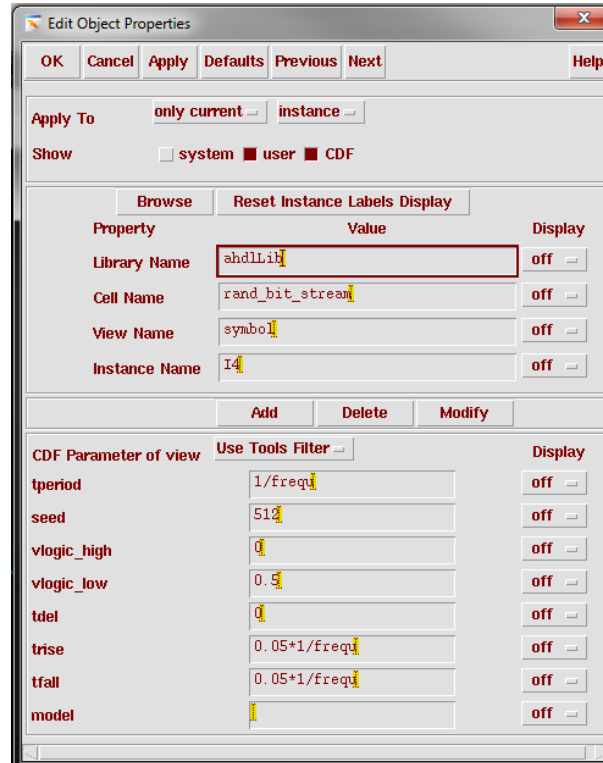 Edit Object Properties
OK Cancel Apply Defaults Previous Next Help
Apply To only current instance
Show system user CDF
Browse Reset Instance Labels Display
Property Value Display
Library Name ahdlLib off
Cell Name rand_bit_stream off
View Name symbol off
Instance Name I4 off
Add Delete Modify
CDF Parameter of view Use Tools Filter Display
tperiod 1/frequ off
seed 512 off
vlogic_high 0 off
vlogic_low 0.5 off
tdel 0 off
trise 0.05*1/frequ off
tfall 0.05*1/frequ off
model off